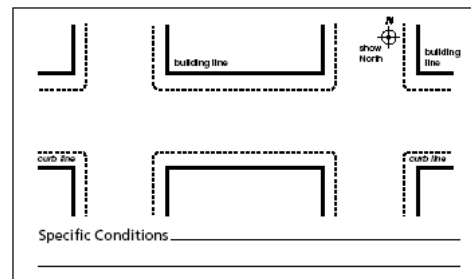 N
show
North
building line
building
line
curb line
curb line
Specific Conditions